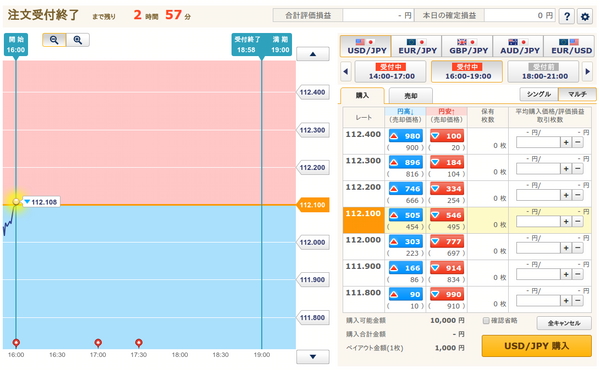 注文受付終了 まで残り 2 時間 57 分
合計評価損益 - 円 本日の確定損益 0 円 ?
開始 16:00
受付終了 18:58
満期 19:00
112.400
112.300
112.200
112.108
112.100
112.000
111.900
111.800
16:00 16:30 17:00 17:30 18:00 18:30 19:00
USD/JPY EUR/JPY GBP/JPY AUD/JPY EUR/USD
受付中 14:00-17:00
受付中 16:00-19:00
受付前 18:00-21:00
購入 売却 シングル マルチ
レート 円高↓ (売却価格) 円安↑ (売却価格) 保有枚数 平均購入価格/評価損益 取引枚数
112.400 980 (900) 100 (20) 0 枚 - 円/ - 円 + −
112.300 896 (816) 184 (104) 0 枚 - 円/ - 円 + −
112.200 746 (666) 334 (254) 0 枚 - 円/ - 円 + −
112.100 505 (454) 546 (495) 0 枚 - 円/ - 円 + −
112.000 303 (223) 777 (697) 0 枚 - 円/ - 円 + −
111.900 166 (86) 914 (834) 0 枚 - 円/ - 円 + −
111.800 90 (10) 990 (910) 0 枚 - 円/ - 円 + −
購入可能金額 10,000 円 確認省略 全キャンセル
購入合計金額 - 円
ペイアウト金額(1枚) 1,000 円
USD/JPY 購入